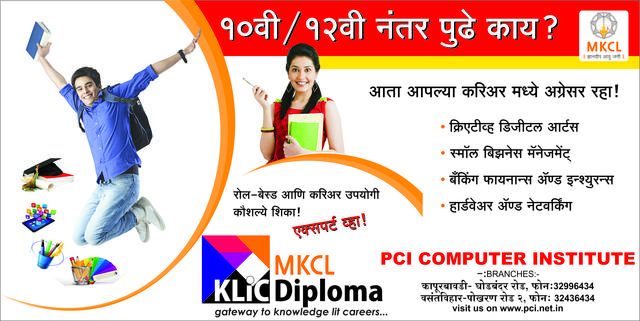 १०वी/१२वी नंतर पुढे काय?
MKCL
आता आपल्या करिअर मध्ये अग्रेसर रहा!
• क्रिएटीव्ह डिजीटल आर्टस
• स्मॉल बिझनेस मॅनेजमेंट्
• बँकिंग फायनान्स ॲण्ड इन्शुरन्स
• हार्डवेअर ॲण्ड नेटवर्किंग
रोल-बेस्ड आणि करिअर उपयोगी
कौशल्ये शिका!
एक्सपर्ट व्हा!
MKCL
KLiC Diploma
gateway to knowledge lit careers...
PCI COMPUTER INSTITUTE
-:BRANCHES:-
कापूरबावडी- घोडबंदर रोड, फोन:32996434
वसंतविहार-पोखरण रोड २, फोन: 32436434
visit us on www.pci.net.in